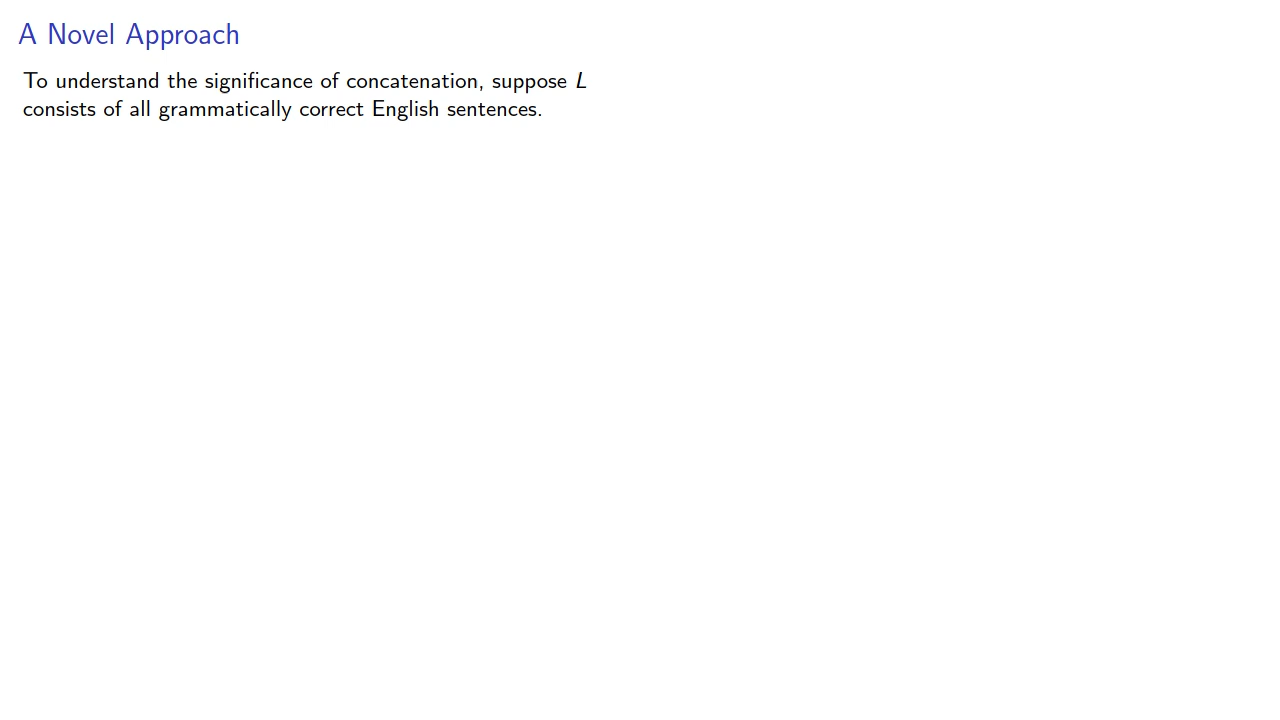 A Novel Approach
To understand the significance of concatenation, suppose L
consists of all grammatically correct English sentences.